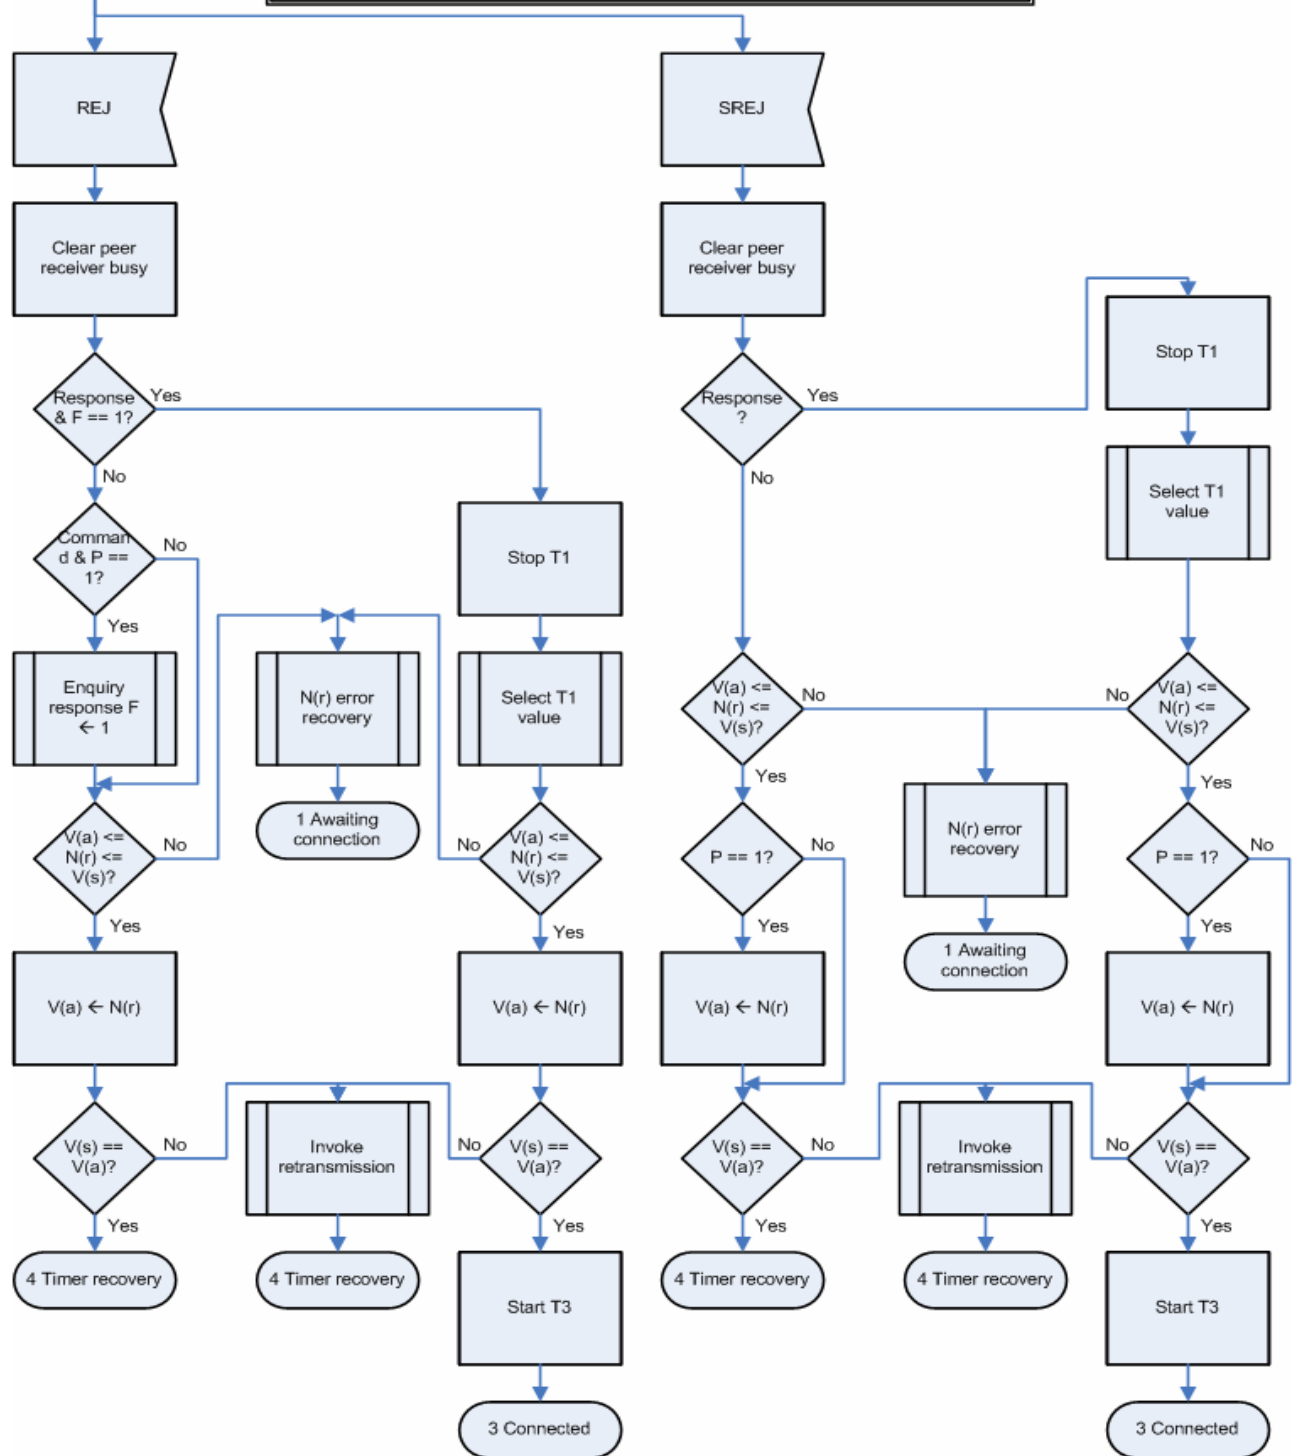 REJ
SREJ
Clear peer
receiver busy
Clear peer
receiver busy
Stop T1
Response
& F == 1?
Yes
No
Response
?
Yes
No
Select T1
value
Comman
d & P ==
1?
No
Yes
Stop T1
Enquiry
response F
← 1
N(r) error
recovery
Select T1
value
V(a) <=
N(r) <=
V(s)?
No
Yes
No
V(a) <=
N(r) <=
V(s)?
Yes
1 Awaiting
connection
V(a) <=
N(r) <=
V(s)?
No
Yes
No
V(a) <=
N(r) <=
V(s)?
Yes
P == 1?
No
Yes
N(r) error
recovery
P == 1?
No
Yes
1 Awaiting
connection
V(a) ← N(r)
V(a) ← N(r)
V(a) ← N(r)
V(a) ← N(r)
V(s) ==
V(a)?
No
Yes
Invoke
retransmission
No
V(s) ==
V(a)?
Yes
V(s) ==
V(a)?
No
Yes
Invoke
retransmission
No
V(s) ==
V(a)?
Yes
4 Timer recovery
4 Timer recovery
Start T3
4 Timer recovery
4 Timer recovery
Start T3
3 Connected
3 Connected